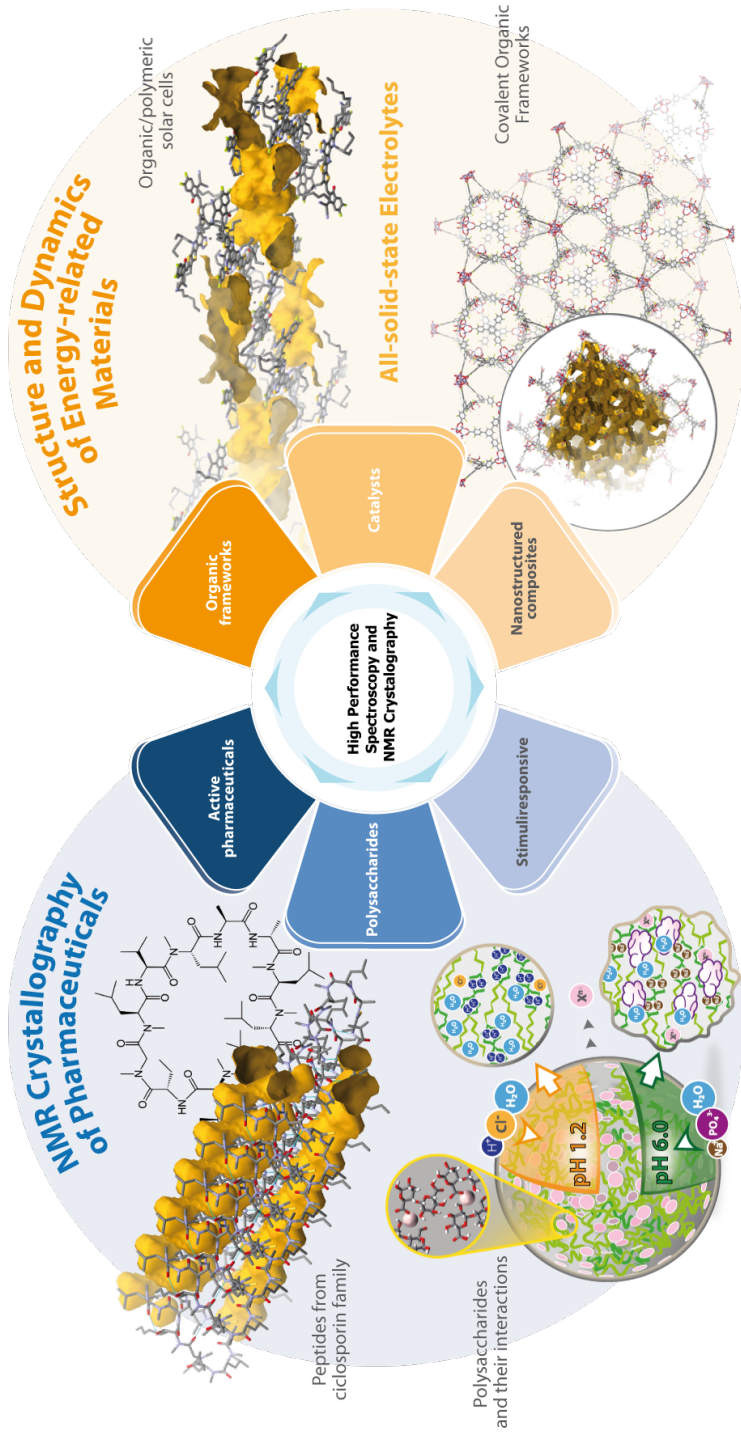 NMR Crystallography
of Pharmaceuticals
Structure and Dynamics
of Energy-related
Materials
Peptides from
ciclosporin family
Organic/polymeric
solar cells
Active
pharmaceuticals
Organic
frameworks
Polysaccharides
High Performance
Spectroscopy and
NMR Crystalography
Catalysts
All-solid-state Electrolytes
Stimuliresponsive
Nanostructured
composites
Covalent Organic
Frameworks
Polysaccharides
and their interactions
H⁺
Cl⁻
H₂O
pH 1.2
pH 6.0
Na⁺
PO₄³⁻
H₂O
Xⁿ